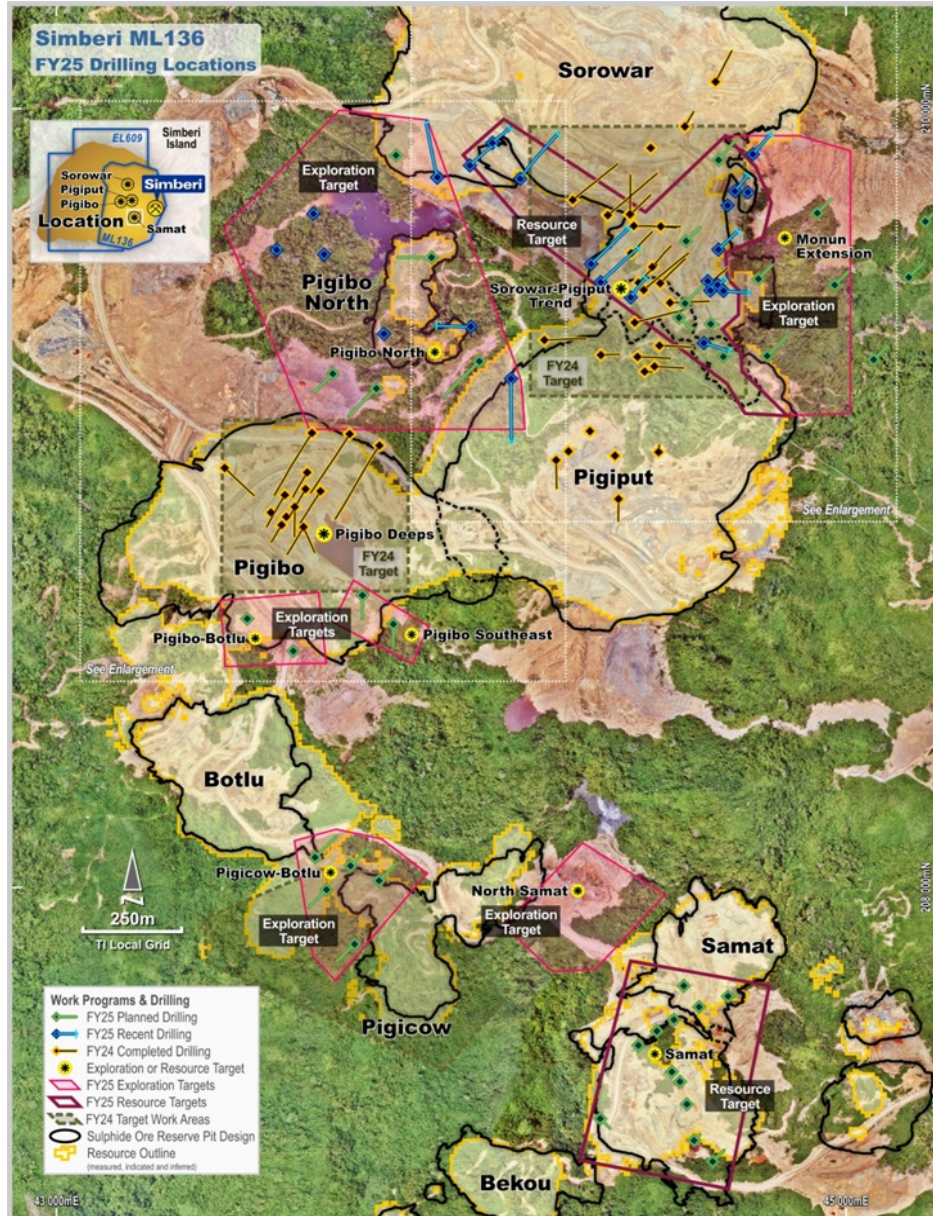 Simberi ML136
FY25 Drilling Locations
Sorowar
210 000mN
EL609
Simberi
Island
Sorowar
Pigiput
Pigibo
Simberi
Location
Samat
ML136
Exploration
Target
Resource
Target
Monun
Extension
Pigibo
North
Sorowar-Pigiput
Trend
Exploration
Target
Pigibo North
FY24
Target
Pigiput
See Enlargement
Pigibo Deeps
FY24
Target
Pigibo
Exploration
Targets
Pigibo-Botlu
Pigibo Southeast
See Enlargement
Botlu
Pigicow-Botlu
North Samat
208 000mN
Exploration
Target
Exploration
Target
250m
TI Local Grid
Samat
Pigicow
Samat
Resource
Target
Work Programs & Drilling
FY25 Planned Drilling
FY25 Recent Drilling
FY24 Completed Drilling
Exploration or Resource Target
FY25 Exploration Targets
FY25 Resource Targets
FY24 Target Work Areas
Sulphide Ore Reserve Pit Design
Resource Outline
(measured, indicated and inferred)
Bekou
43 000mE
45 000mE